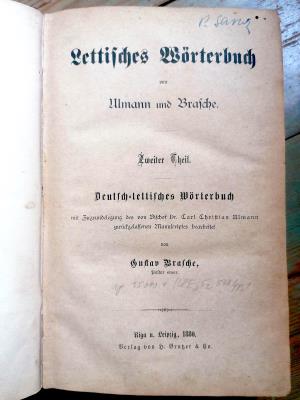 Lettisches Wörterbuch
von
Ulmann und Brasche.
Zweiter Theil.
Deutsch-lettisches Wörterbuch
mit Zugrundelegung des von Bischof Dr. Carl Christian Ulmann
zurückgelassenen Manuscriptes bearbeitet
von
Gustav Brasche,
Pastor emer.
Riga u. Leipzig, 1880.
Verlag von H. Brutzer & Co.